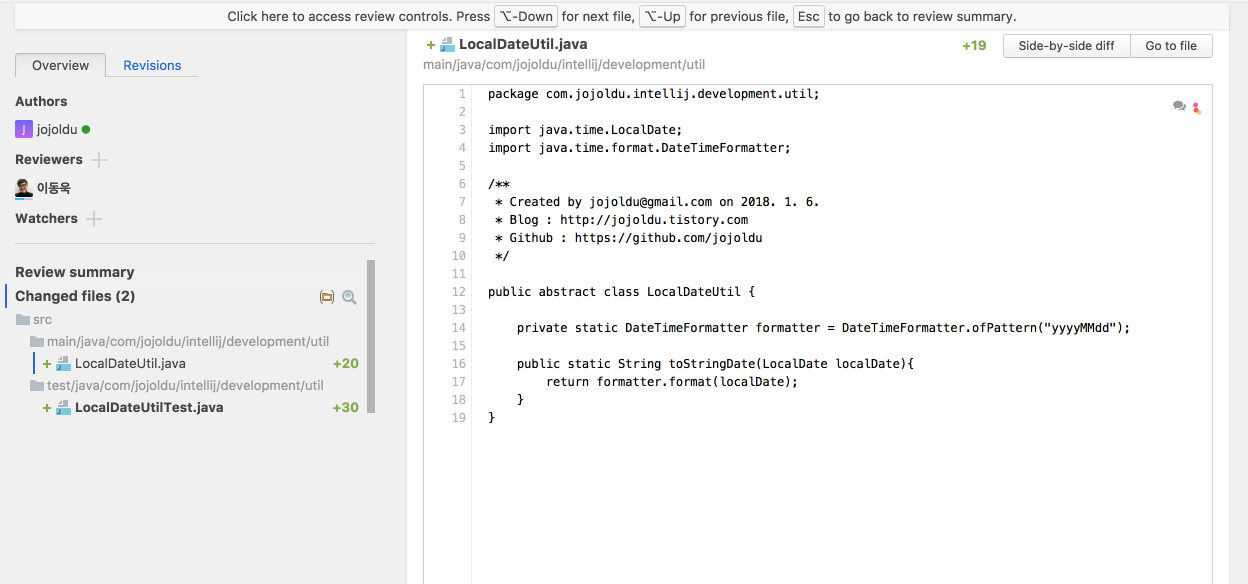 Click here to access review controls. Press ⌥-Down for next file, ⌥-Up for previous file, Esc to go back to review summary.
Overview
Revisions
Authors
J jojoldu
Reviewers
이동욱
Watchers
Review summary
Changed files (2)
src
main/java/com/jojoldu/intellij/development/util
+ LocalDateUtil.java +20
test/java/com/jojoldu/intellij/development/util
+ LocalDateUtilTest.java +30
+ LocalDateUtil.java +19 Side-by-side diff Go to file
main/java/com/jojoldu/intellij/development/util
1 package com.jojoldu.intellij.development.util;
2
3 import java.time.LocalDate;
4 import java.time.format.DateTimeFormatter;
5
6 /**
7 * Created by jojoldu@gmail.com on 2018. 1. 6.
8 * Blog : http://jojoldu.tistory.com
9 * Github : https://github.com/jojoldu
10 */
11
12 public abstract class LocalDateUtil {
13
14 private static DateTimeFormatter formatter = DateTimeFormatter.ofPattern("yyyyMMdd");
15
16 public static String toStringDate(LocalDate localDate){
17 return formatter.format(localDate);
18 }
19 }